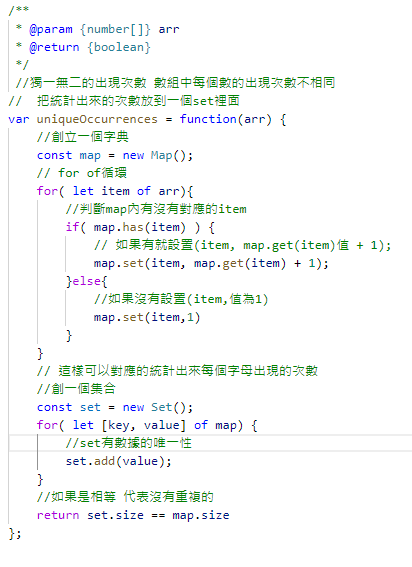 /**
 * @param {number[]} arr
 * @return {boolean}
 */
 //獨一無二的出現次數 數組中每個數的出現次數不相同
//  把統計出來的次數放到一個set裡面
var uniqueOccurrences = function(arr) {
    //創立一個字典
    const map = new Map();
    // for of循環
    for( let item of arr){
        //判斷map內有沒有對應的item
        if( map.has(item) ) {
            // 如果有就設置(item, map.get(item)值 + 1);
            map.set(item, map.get(item) + 1);
        }else{
            //如果沒有設置(item,值為1)
            map.set(item,1)
        }
    }
    // 這樣可以對應的統計出來每個字母出現的次數
    //創一個集合
    const set = new Set();
    for( let [key, value] of map) {
        //set有數據的唯一性
        set.add(value);
    }
    //如果是相等 代表沒有重複的
    return set.size == map.size
};